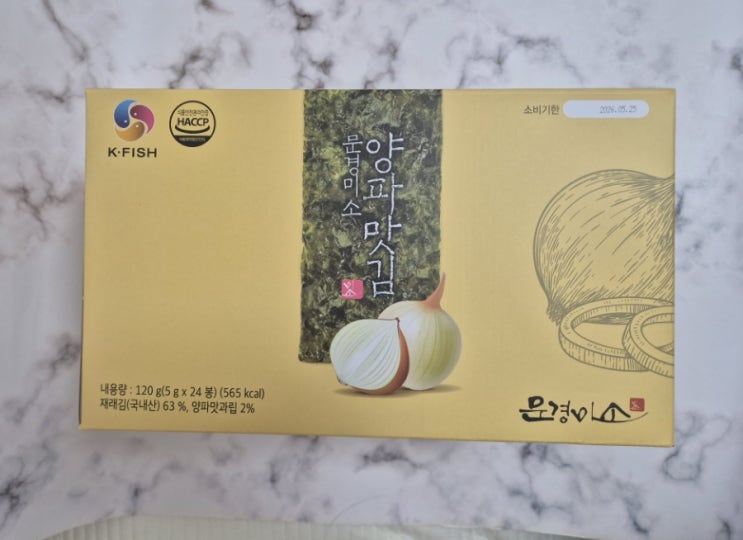 K·FISH
HACCP
소비기한 2026.05.25
문경미소
양파맛김
미소
내용량 : 120 g(5 g x 24 봉) (565 kcal)
재래김(국내산) 63 %, 양파맛과립 2%
문경미소